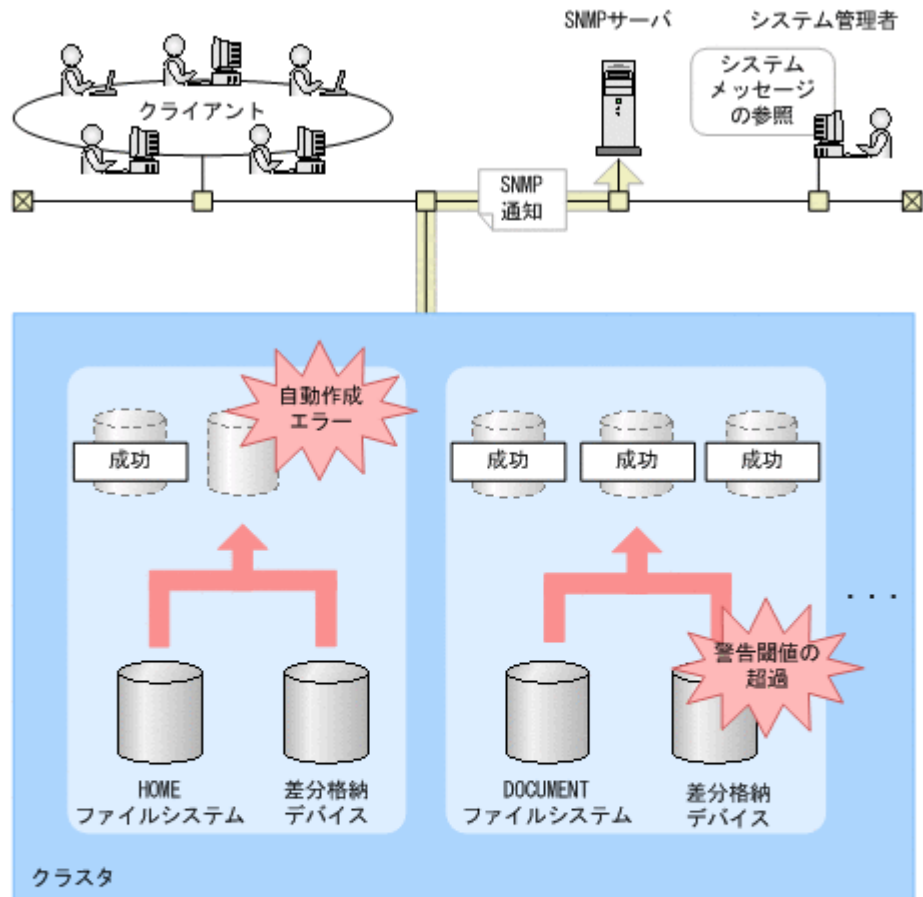 SNMPサーバ
システム管理者
システム
メッセージ
の参照
クライアント
SNMP
通知
自動作成
エラー
成功
成功
成功
成功
警告閾値の
超過
・・・
HOME
ファイルシステム
差分格納
デバイス
DOCUMENT
ファイルシステム
差分格納
デバイス
クラスタ